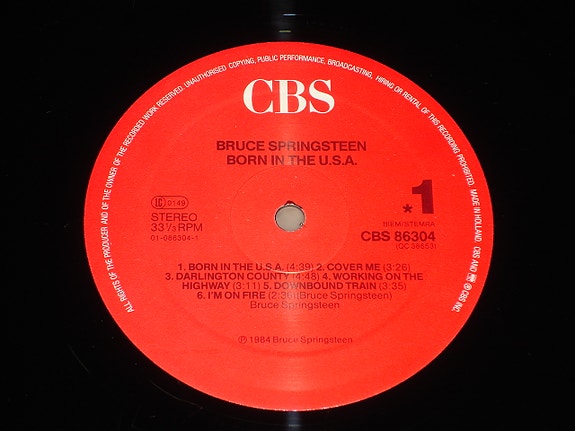 ALL RIGHTS OF THE PRODUCER AND OF THE OWNER OF THE RECORDED WORK RESERVED. UNAUTHORISED COPYING, PUBLIC PERFORMANCE, BROADCASTING, HIRING OR RENTAL OF THIS RECORDING PROHIBITED. MADE IN HOLLAND. CBS AND ® CBS INC.
CBS
BRUCE SPRINGSTEEN
BORN IN THE U.S.A.
LC 0149
STEREO
33⅓ RPM
01-086304-1
*1
BIEM/STEMRA
CBS 86304
(QC 38653)
1. BORN IN THE U.S.A. (4:39) 2. COVER ME (3:26)
3. DARLINGTON COUNTY (4:48) 4. WORKING ON THE
HIGHWAY (3:11) 5. DOWNBOUND TRAIN (3:35)
6. I'M ON FIRE (2:36)(Bruce Springsteen)
Bruce Springsteen
℗ 1984 Bruce Springsteen